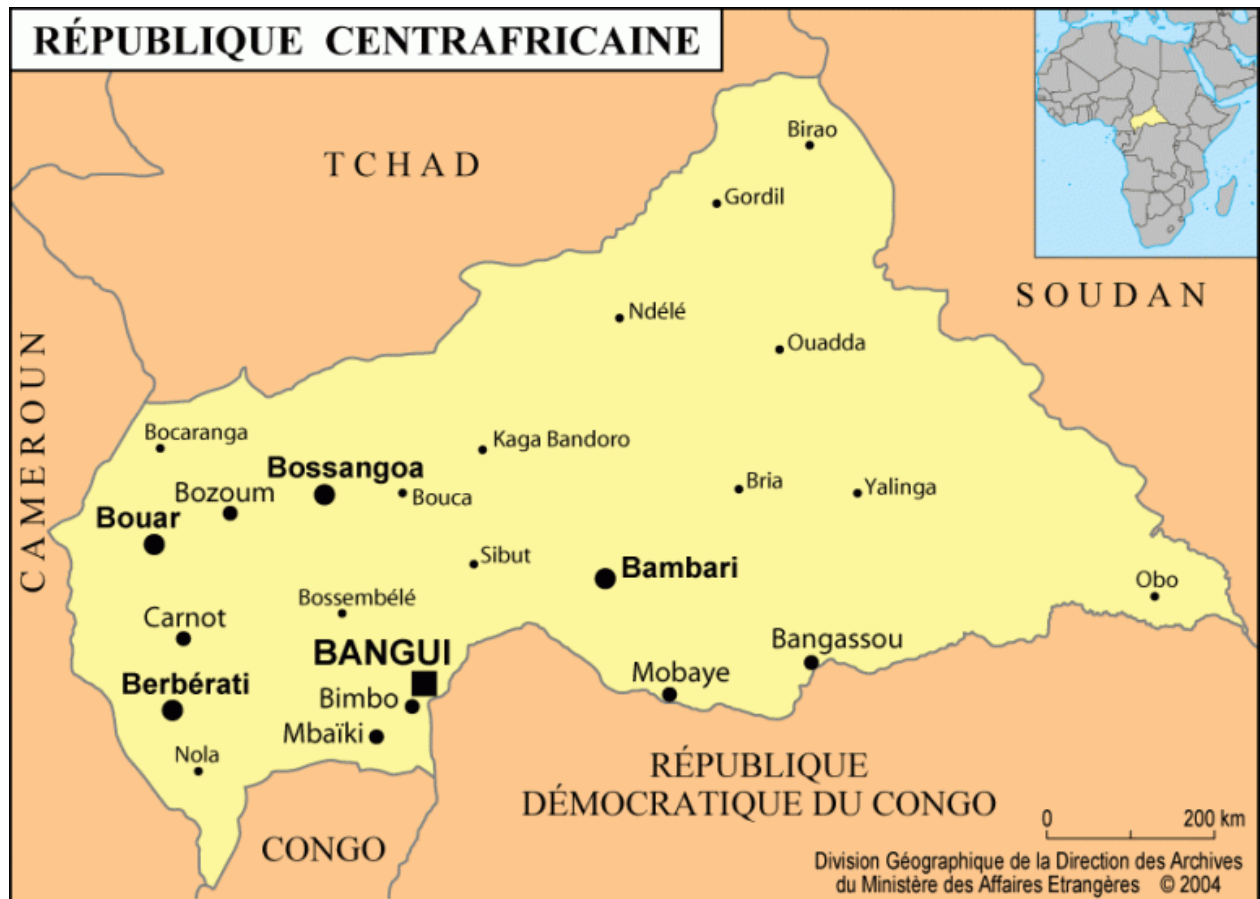 RÉPUBLIQUE CENTRAFRICAINE
TCHAD
Birao
Gordil
SOUDAN
Ndélé
Ouadda
CAMEROUN
Bocaranga
Kaga Bandoro
Bossangoa
Bozoum
Bouca
Bria
Yalinga
Bouar
Sibut
Bambari
Obo
Bossembélé
Carnot
BANGUI
Bangassou
Mobaye
Berbérati
Bimbo
Mbaïki
Nola
RÉPUBLIQUE
DÉMOCRATIQUE DU CONGO
CONGO
0 200 km
Division Géographique de la Direction des Archives
du Ministère des Affaires Etrangères © 2004